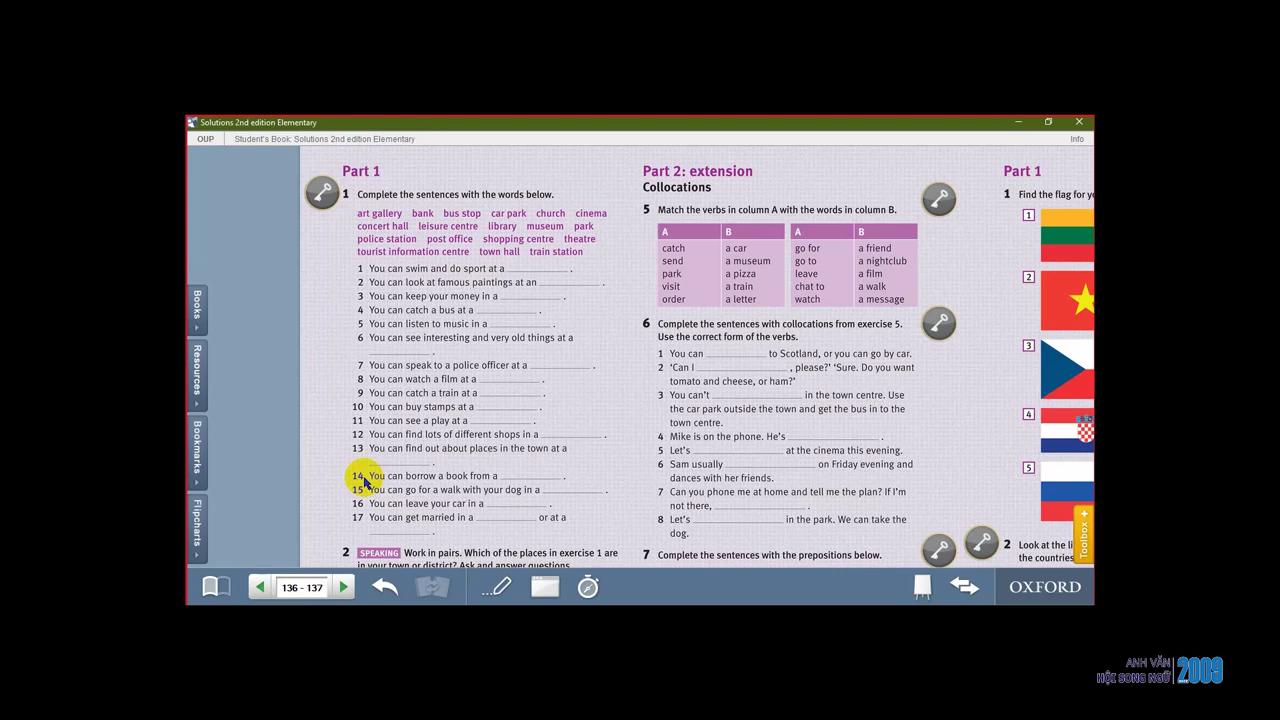 Solutions 2nd edition Elementary
OUP
Student's Book: Solutions 2nd edition Elementary
Info
Books
Resources
Bookmarks
Flipcharts
Part 1
1 Complete the sentences with the words below.
art gallery bank bus stop car park church cinema
concert hall leisure centre library museum park
police station post office shopping centre theatre
tourist information centre town hall train station
1 You can swim and do sport at a .
2 You can look at famous paintings at an .
3 You can keep your money in a .
4 You can catch a bus at a .
5 You can listen to music in a .
6 You can see interesting and very old things at a
.
7 You can speak to a police officer at a .
8 You can watch a film at a .
9 You can catch a train at a .
10 You can buy stamps at a .
11 You can see a play at a .
12 You can find lots of different shops in a .
13 You can find out about places in the town at a
.
14 You can borrow a book from a .
15 You can go for a walk with your dog in a .
16 You can leave your car in a .
17 You can get married in a or at a
.
2 SPEAKING Work in pairs. Which of the places in exercise 1 are
in your town or district? Ask and answer questions.
Part 2: extension
Collocations
5 Match the verbs in column A with the words in column B.
A B A B
catch a car go for a friend
send a museum go to a nightclub
park a pizza leave a film
visit a train chat to a walk
order a letter watch a message
6 Complete the sentences with collocations from exercise 5.
Use the correct form of the verbs.
1 You can to Scotland, or you can go by car.
2 ‘Can I , please?’ ‘Sure. Do you want
tomato and cheese, or ham?’
3 You can’t in the town centre. Use
the car park outside the town and get the bus in to the
town centre.
4 Mike is on the phone. He’s .
5 Let’s at the cinema this evening.
6 Sam usually on Friday evening and
dances with her friends.
7 Can you phone me at home and tell me the plan? If I’m
not there, .
8 Let’s in the park. We can take the
dog.
7 Complete the sentences with the prepositions below.
Part 1
1 Find the flag for
1
2
3
4
5
2 Look at the
the countries
Toolbox +
136 - 137
OXFORD
ANH VĂN
HỘI SONG NGỮ
2009